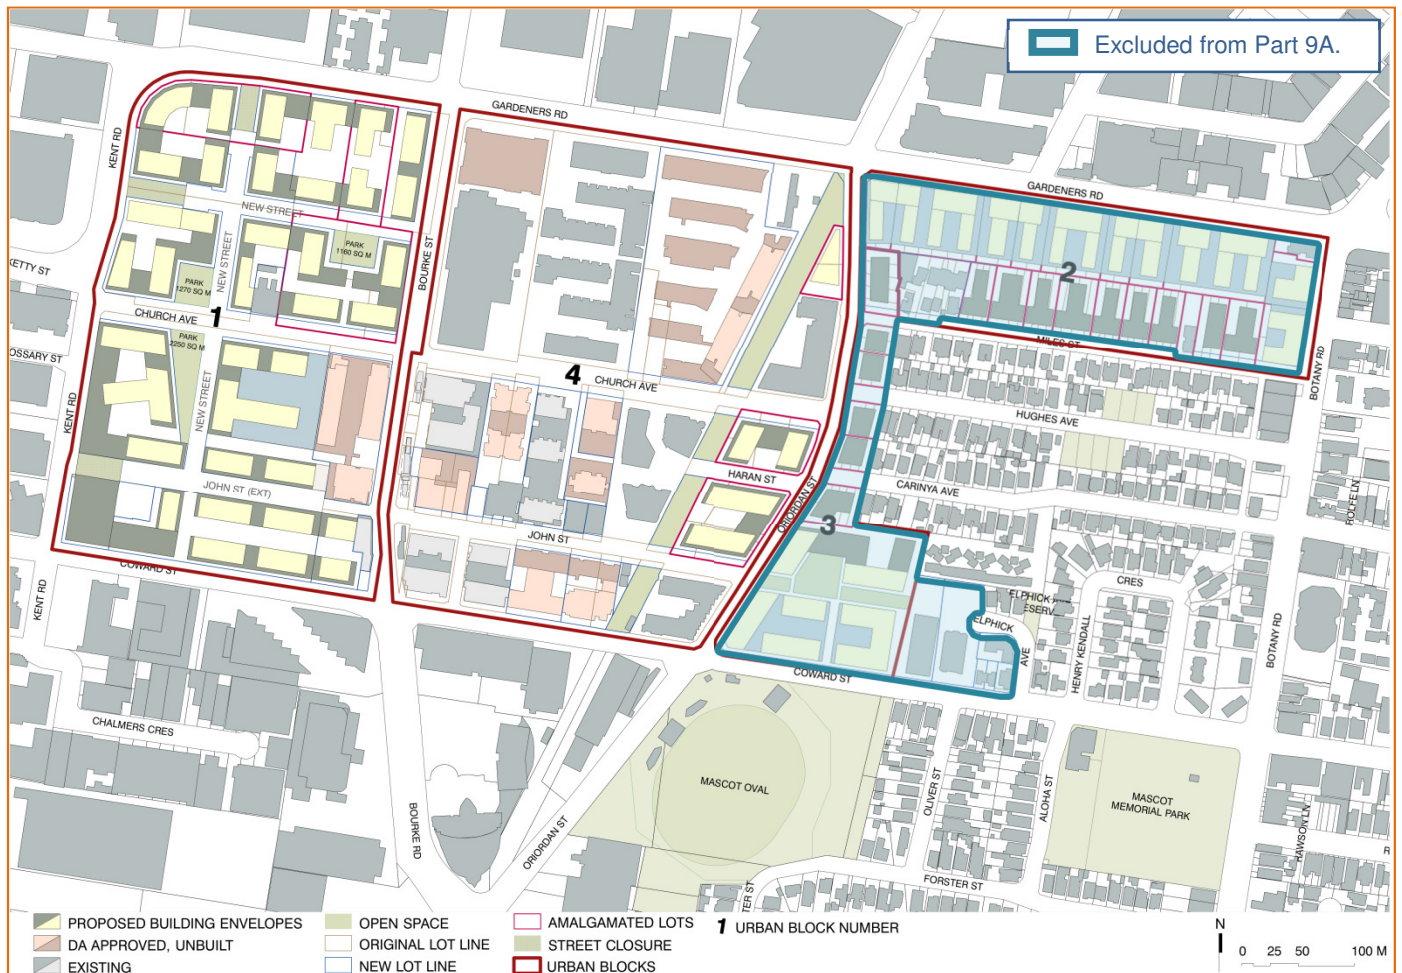 Excluded from Part 9A.
GARDENERS RD
GARDENERS RD
KENT RD
NEW STREET
BOURKE ST
PARK
1160 SQ M
NEW STREET
PARK
1270 SQ M
KETTY ST
1
CHURCH AVE
PARK
2250 SQ M
OSSARY ST
KENT RD
NEW STREET
JOHN ST (EXT)
COWARD ST
KENT RD
4
CHURCH AVE
HARAN ST
JOHN ST
ORIORDAN ST
2
MILES ST
HUGHES AVE
BOTANY RD
CARINYA AVE
ROLFE LN
3
CRES
ELPHICK
ESERV
ELPHICK
AVE
HENRY KENDALL
BOTANY RD
COWARD ST
CHALMERS CRES
BOURKE RD
ORIORDAN ST
MASCOT OVAL
OLIVER ST
ALOHA ST
MASCOT
MEMORIAL PARK
RAWSON LN
R
FORSTER ST
TER ST
PROPOSED BUILDING ENVELOPES
DA APPROVED, UNBUILT
EXISTING
OPEN SPACE
ORIGINAL LOT LINE
NEW LOT LINE
AMALGAMATED LOTS
STREET CLOSURE
URBAN BLOCKS
1 URBAN BLOCK NUMBER
N
0 25 50 100 M